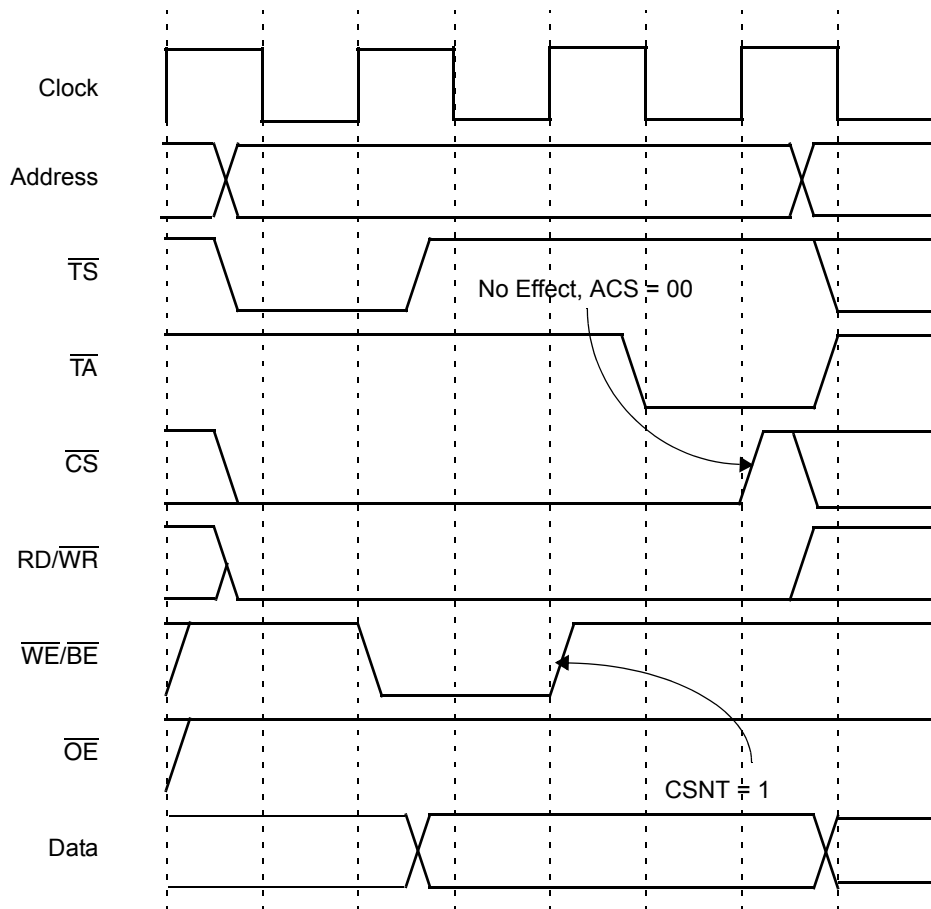 Clock
Address
TS
No Effect, ACS = 00
TA
CS
RD/WR
WE/BE
OE
CSNT = 1
Data